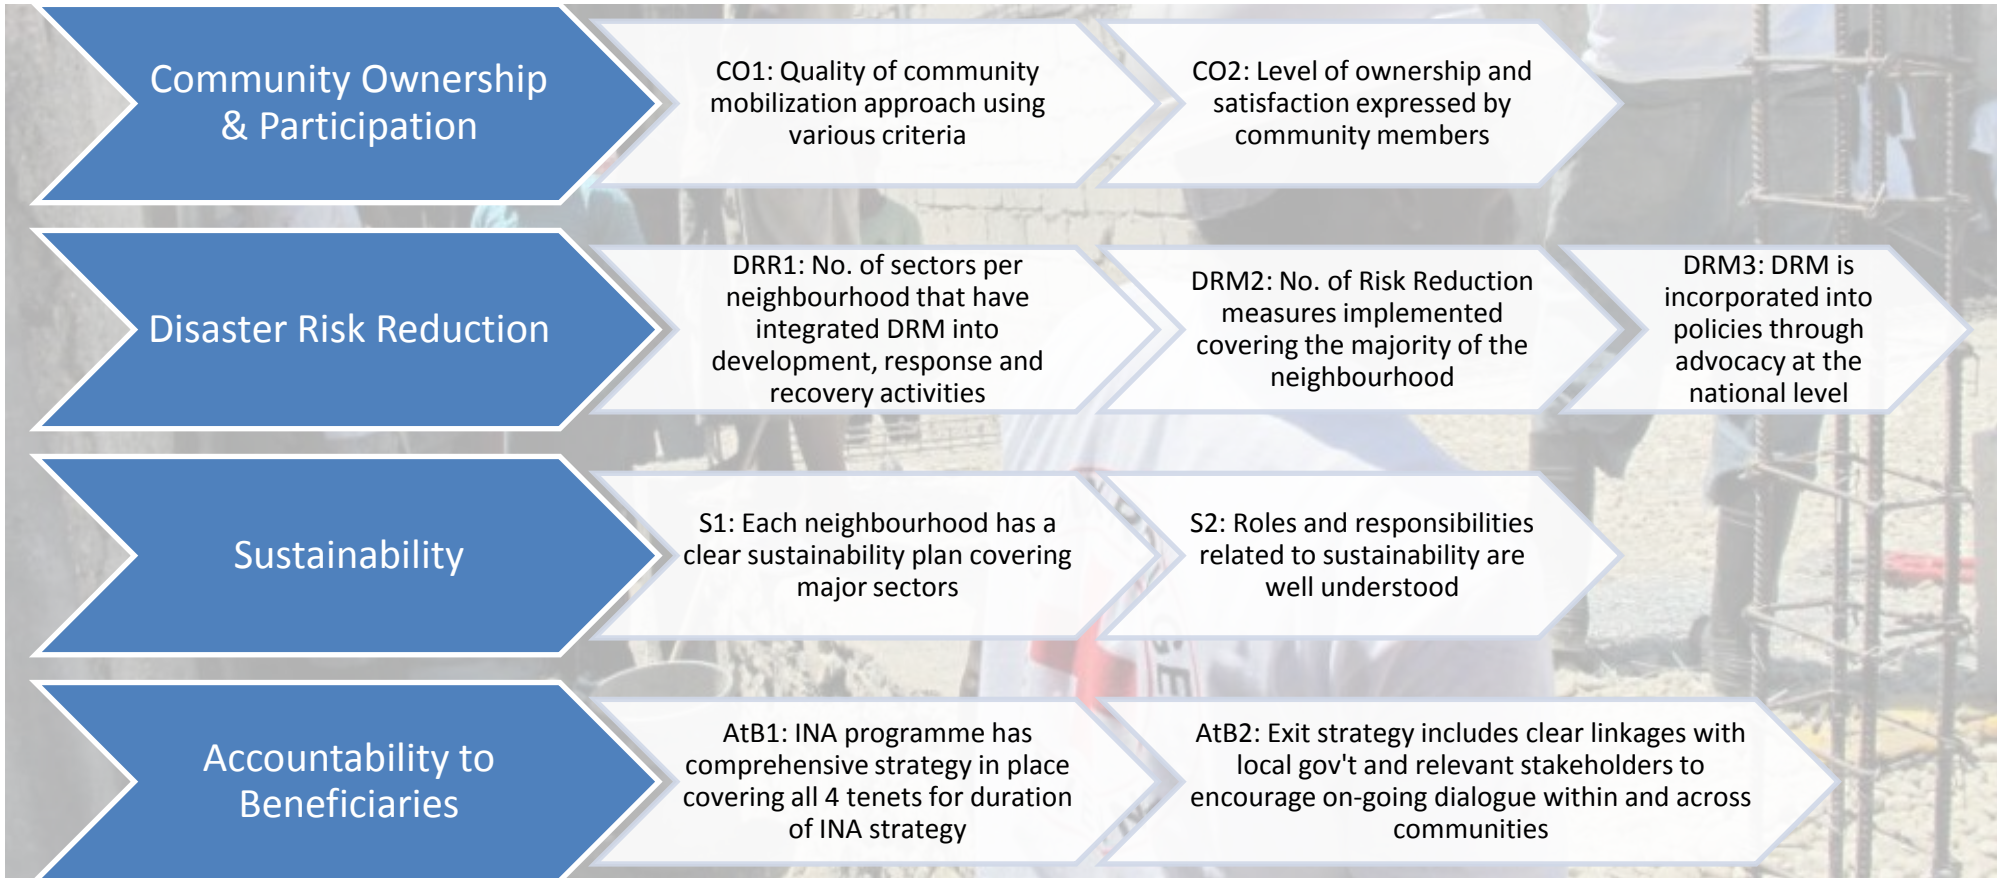 Community Ownership
& Participation
CO1: Quality of community
mobilization approach using
various criteria
CO2: Level of ownership and
satisfaction expressed by
community members
Disaster Risk Reduction
DRR1: No. of sectors per
neighbourhood that have
integrated DRM into
development, response and
recovery activities
DRM2: No. of Risk Reduction
measures implemented
covering the majority of the
neighbourhood
DRM3: DRM is
incorporated into
policies through
advocacy at the
national level
Sustainability
S1: Each neighbourhood has a
clear sustainability plan covering
major sectors
S2: Roles and responsibilities
related to sustainability are
well understood
Accountability to
Beneficiaries
AtB1: INA programme has
comprehensive strategy in place
covering all 4 tenets for duration
of INA strategy
AtB2: Exit strategy includes clear linkages with
local gov't and relevant stakeholders to
encourage on-going dialogue within and across
communities